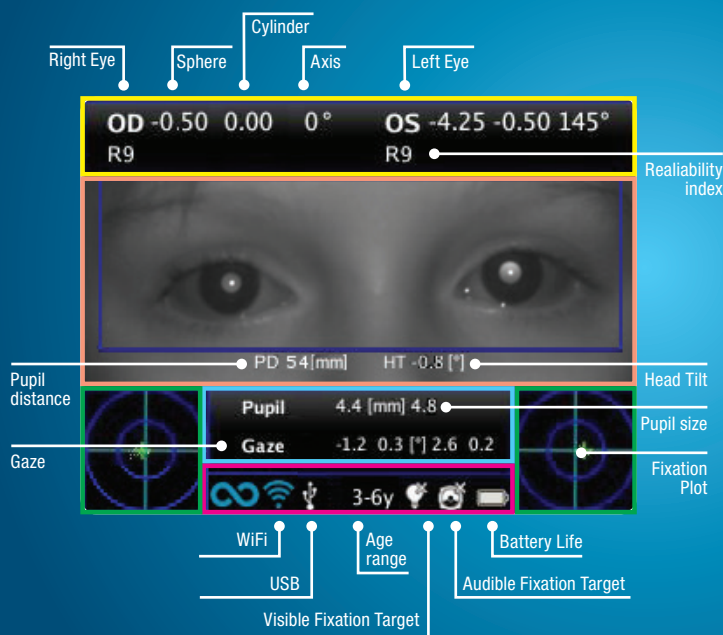 Cylinder
Right Eye Sphere Axis Left Eye
OD -0.50 0.00 0° OS -4.25 -0.50 145°
R9 R9
Realiability
index
PD 54[mm] HT -0.8 [°]
Pupil
distance
Head Tilt
Pupil 4.4 [mm] 4.8
Pupil size
Gaze
Gaze -1.2 0.3 [°] 2.6 0.2
Fixation
Plot
3-6y
WiFi Age
range Battery Life
USB Audible Fixation Target
Visible Fixation Target